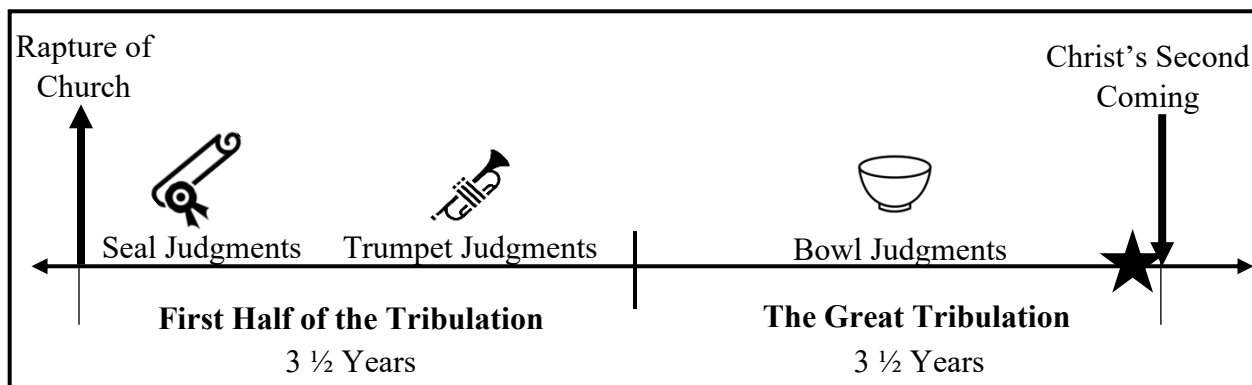 Rapture of
Church
Christ’s Second
Coming
Seal Judgments
Trumpet Judgments
Bowl Judgments
First Half of the Tribulation
3 ½ Years
The Great Tribulation
3 ½ Years